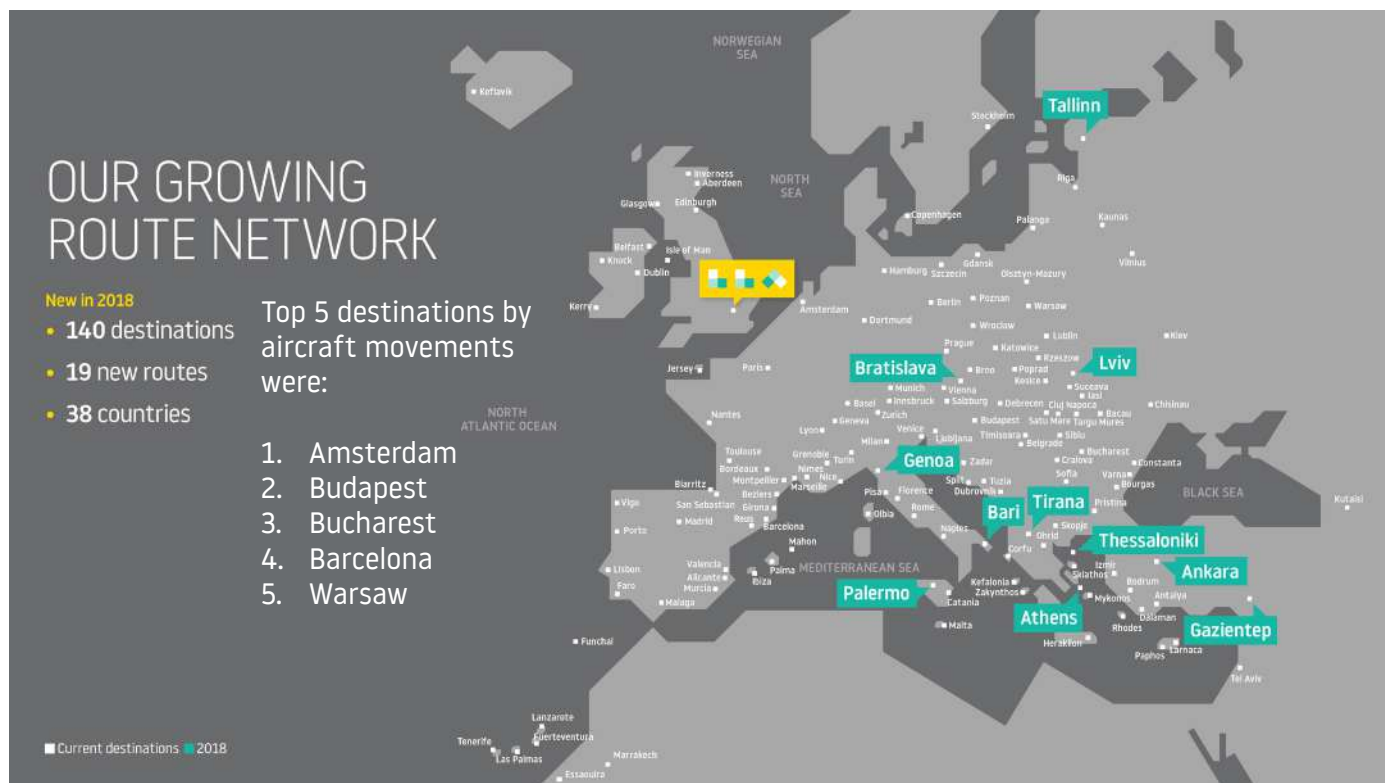 OUR GROWING
ROUTE NETWORK
New in 2018
• 140 destinations
• 19 new routes
• 38 countries
Top 5 destinations by
aircraft movements
were:
1. Amsterdam
2. Budapest
3. Bucharest
4. Barcelona
5. Warsaw
NORWEGIAN
SEA
Keflavik
Tallinn
Stockholm
Inverness
Aberdeen
NORTH
SEA
Riga
Glasgow
Edinburgh
Copenhagen
Palanga
Kaunas
Belfast
Isle of Man
Knock
Dublin
Hamburg
Szczecin
Gdansk
Olsztyn-Mazury
Vilnius
Kerry
Amsterdam
Berlin
Poznan
Warsaw
Dortmund
Wroclaw
Prague
Katowice
Lublin
Kiev
Rzeszow
Jersey
Paris
Bratislava
Brno
Poprad
Kosice
Lviv
Munich
Vienna
Suceava
Iasi
Innsbruck
Salzburg
Debrecen
Cluj Napoca
Chisinau
Basel
Zurich
Nantes
NORTH
ATLANTIC OCEAN
Geneva
Budapest
Satu Mare
Targu Mures
Bacau
Lyon
Venice
Ljubljana
Timisoara
Sibiu
Milan
Belgrade
Toulouse
Grenoble
Turin
Genoa
Zadar
Bucharest
Craiova
Constanta
Bordeaux
Nimes
Nice
Sofia
Varna
Biarritz
Montpellier
Marseille
Split
Tuzla
Bourgas
Beziers
Pisa
Florence
Dubrovnik
BLACK SEA
Vigo
San Sebastian
Girona
Rome
Bari
Tirana
Pristina
Kutaisi
Olbia
Porto
Madrid
Reus
Barcelona
Naples
Skopje
Ohrid
Mahon
Corfu
Thessaloniki
Lisbon
Valencia
Palma
MEDITERRANEAN SEA
Izmir
Skiathos
Ankara
Faro
Alicante
Ibiza
Kefalonia
Bodrum
Murcia
Palermo
Zakynthos
Mykonos
Antalya
Malaga
Catania
Athens
Dalaman
Malta
Rhodes
Gazientep
Funchal
Heraklion
Larnaca
Paphos
Tel Aviv
Lanzarote
Tenerife
Fuerteventura
Las Palmas
Current destinations 2018
Marrakech
Essaouira